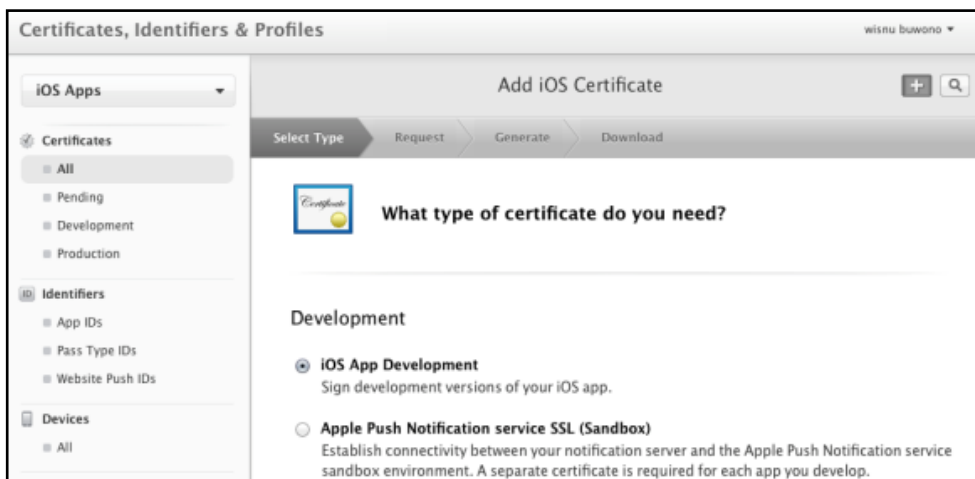 Certificates, Identifiers & Profiles
wisnu buwono
iOS Apps
Add iOS Certificate
Certificates
All
Pending
Development
Production
ID Identifiers
App IDs
Pass Type IDs
Website Push IDs
Devices
All
Select Type
Request
Generate
Download
Certificate
What type of certificate do you need?
Development
iOS App Development
Sign development versions of your iOS app.
Apple Push Notification service SSL (Sandbox)
Establish connectivity between your notification server and the Apple Push Notification service
sandbox environment. A separate certificate is required for each app you develop.